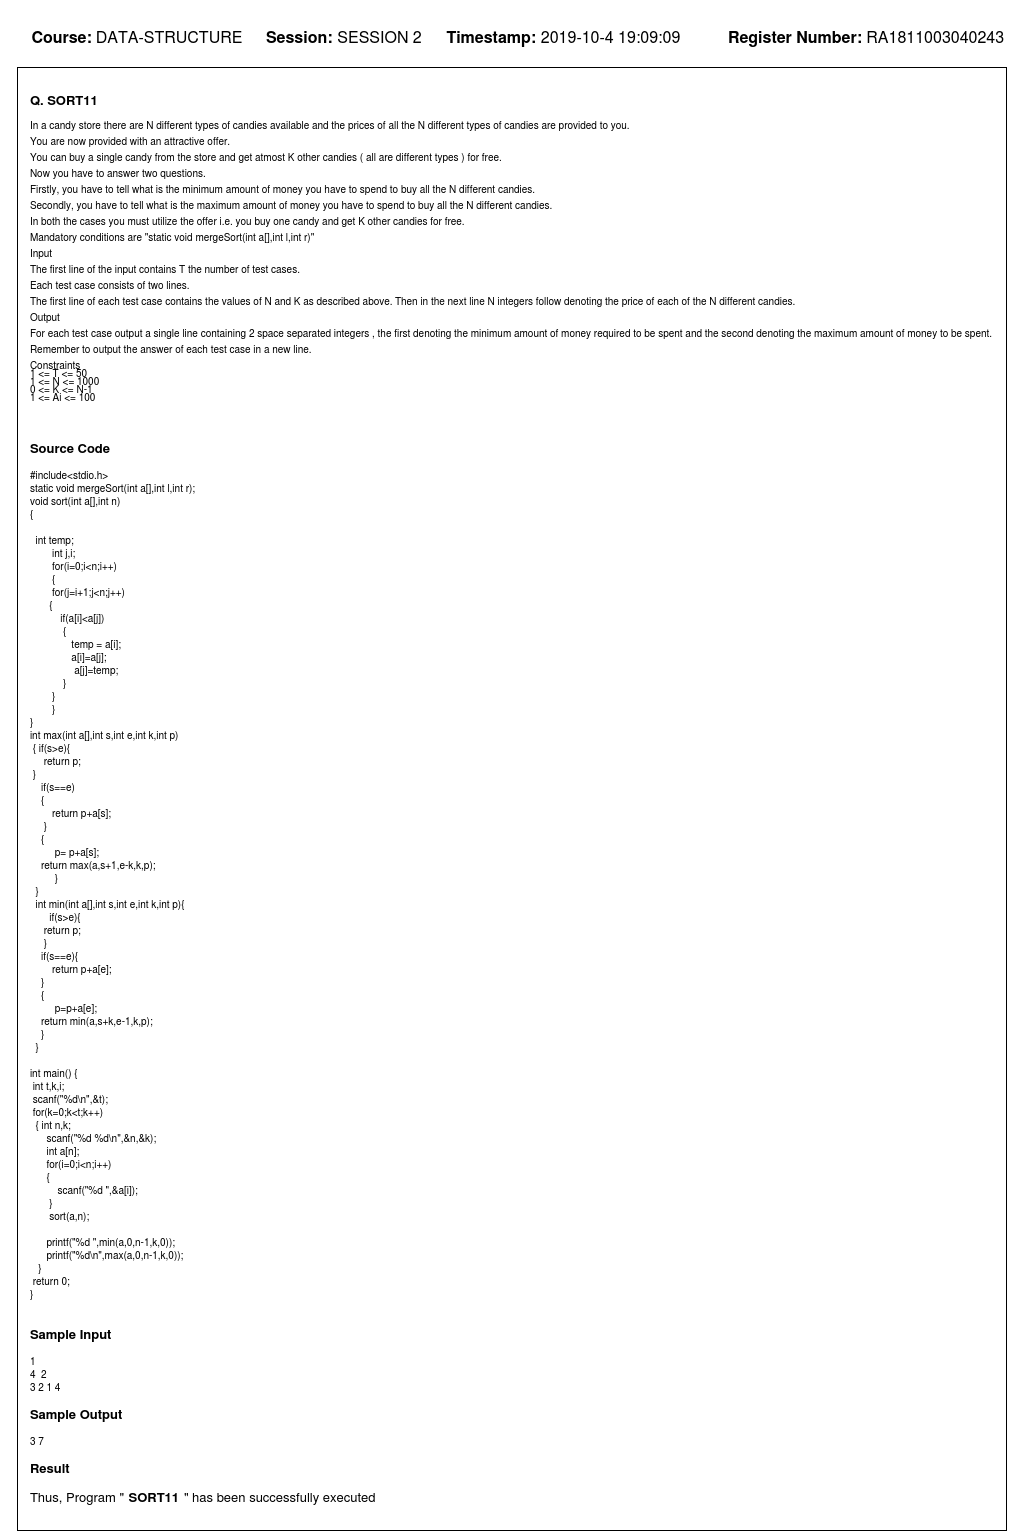 Course: DATA-STRUCTURE Session: SESSION 2 Timestamp: 2019-10-4 19:09:09 Register Number: RA1811003040243
Q. SORT11
In a candy store there are N different types of candies available and the prices of all the N different types of candies are provided to you.
You are now provided with an attractive offer.
You can buy a single candy from the store and get atmost K other candies ( all are different types ) for free.
Now you have to answer two questions.
Firstly, you have to tell what is the minimum amount of money you have to spend to buy all the N different candies.
Secondly, you have to tell what is the maximum amount of money you have to spend to buy all the N different candies.
In both the cases you must utilize the offer i.e. you buy one candy and get K other candies for free.
Mandatory conditions are "static void mergeSort(int a[],int l,int r)"
Input
The first line of the input contains T the number of test cases.
Each test case consists of two lines.
The first line of each test case contains the values of N and K as described above. Then in the next line N integers follow denoting the price of each of the N different candies.
Output
For each test case output a single line containing 2 space separated integers , the first denoting the minimum amount of money required to be spent and the second denoting the maximum amount of money to be spent.
Remember to output the answer of each test case in a new line.
Constraints
1 <= T <= 50
1 <= N <= 1000
0 <= K <= N-1
1 <= Ai <= 100
Source Code
#include<stdio.h>
static void mergeSort(int a[],int l,int r);
void sort(int a[],int n)
{
int temp;
int j,i;
for(i=0;i<n;i++)
{
for(j=i+1;j<n;j++)
{
if(a[i]<a[j])
{
temp = a[i];
a[i]=a[j];
a[j]=temp;
}
}
}
}
int max(int a[],int s,int e,int k,int p)
{ if(s>e){
return p;
}
if(s==e)
{
return p+a[s];
}
{
p= p+a[s];
return max(a,s+1,e-k,k,p);
}
}
int min(int a[],int s,int e,int k,int p){
if(s>e){
return p;
}
if(s==e){
return p+a[e];
}
{
p=p+a[e];
return min(a,s+k,e-1,k,p);
}
}
int main() {
int t,k,i;
scanf("%d\n",&t);
for(k=0;k<t;k++)
{ int n,k;
scanf("%d %d\n",&n,&k);
int a[n];
for(i=0;i<n;i++)
{
scanf("%d ",&a[i]);
}
sort(a,n);
printf("%d ",min(a,0,n-1,k,0));
printf("%d\n",max(a,0,n-1,k,0));
}
return 0;
}
Sample Input
1
4  2
3 2 1 4
Sample Output
3 7
Result
Thus, Program " SORT11 " has been successfully executed